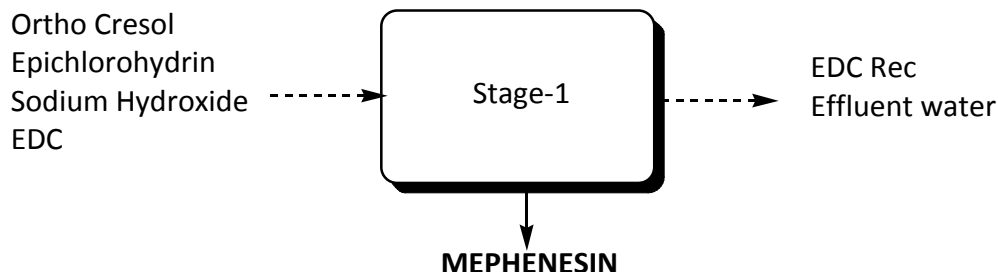 Ortho Cresol
Epichlorohydrin
Sodium Hydroxide
EDC
Stage-1
EDC Rec
Effluent water
MEPHENESIN